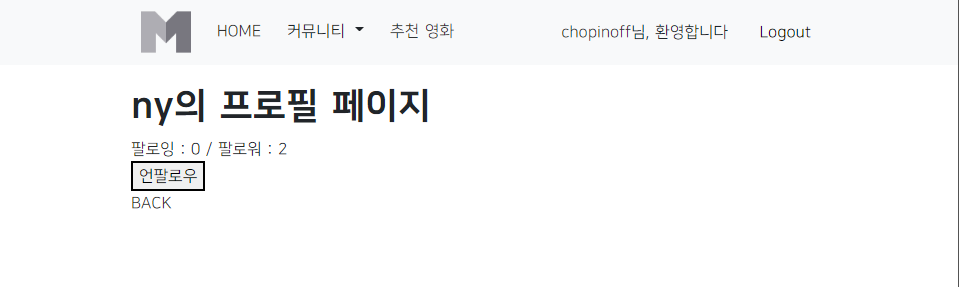 HOME 커뮤니티 추천 영화 chopinoff님, 환영합니다 Logout
ny의 프로필 페이지
팔로잉 : 0 / 팔로워 : 2
언팔로우
BACK